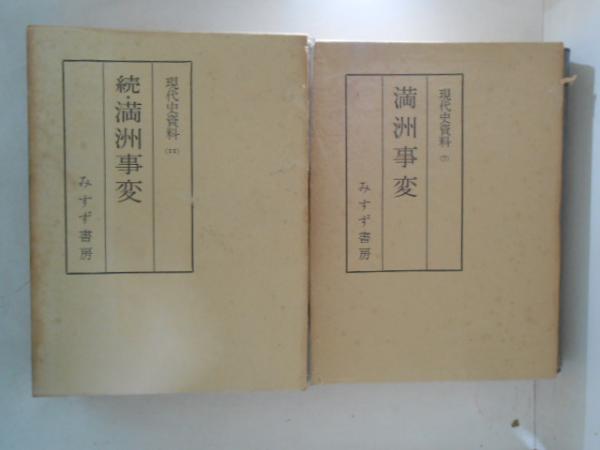 現代史資料 (11)
続・満洲事変
みすず書房
現代史資料 (7)
満洲事変
みすず書房